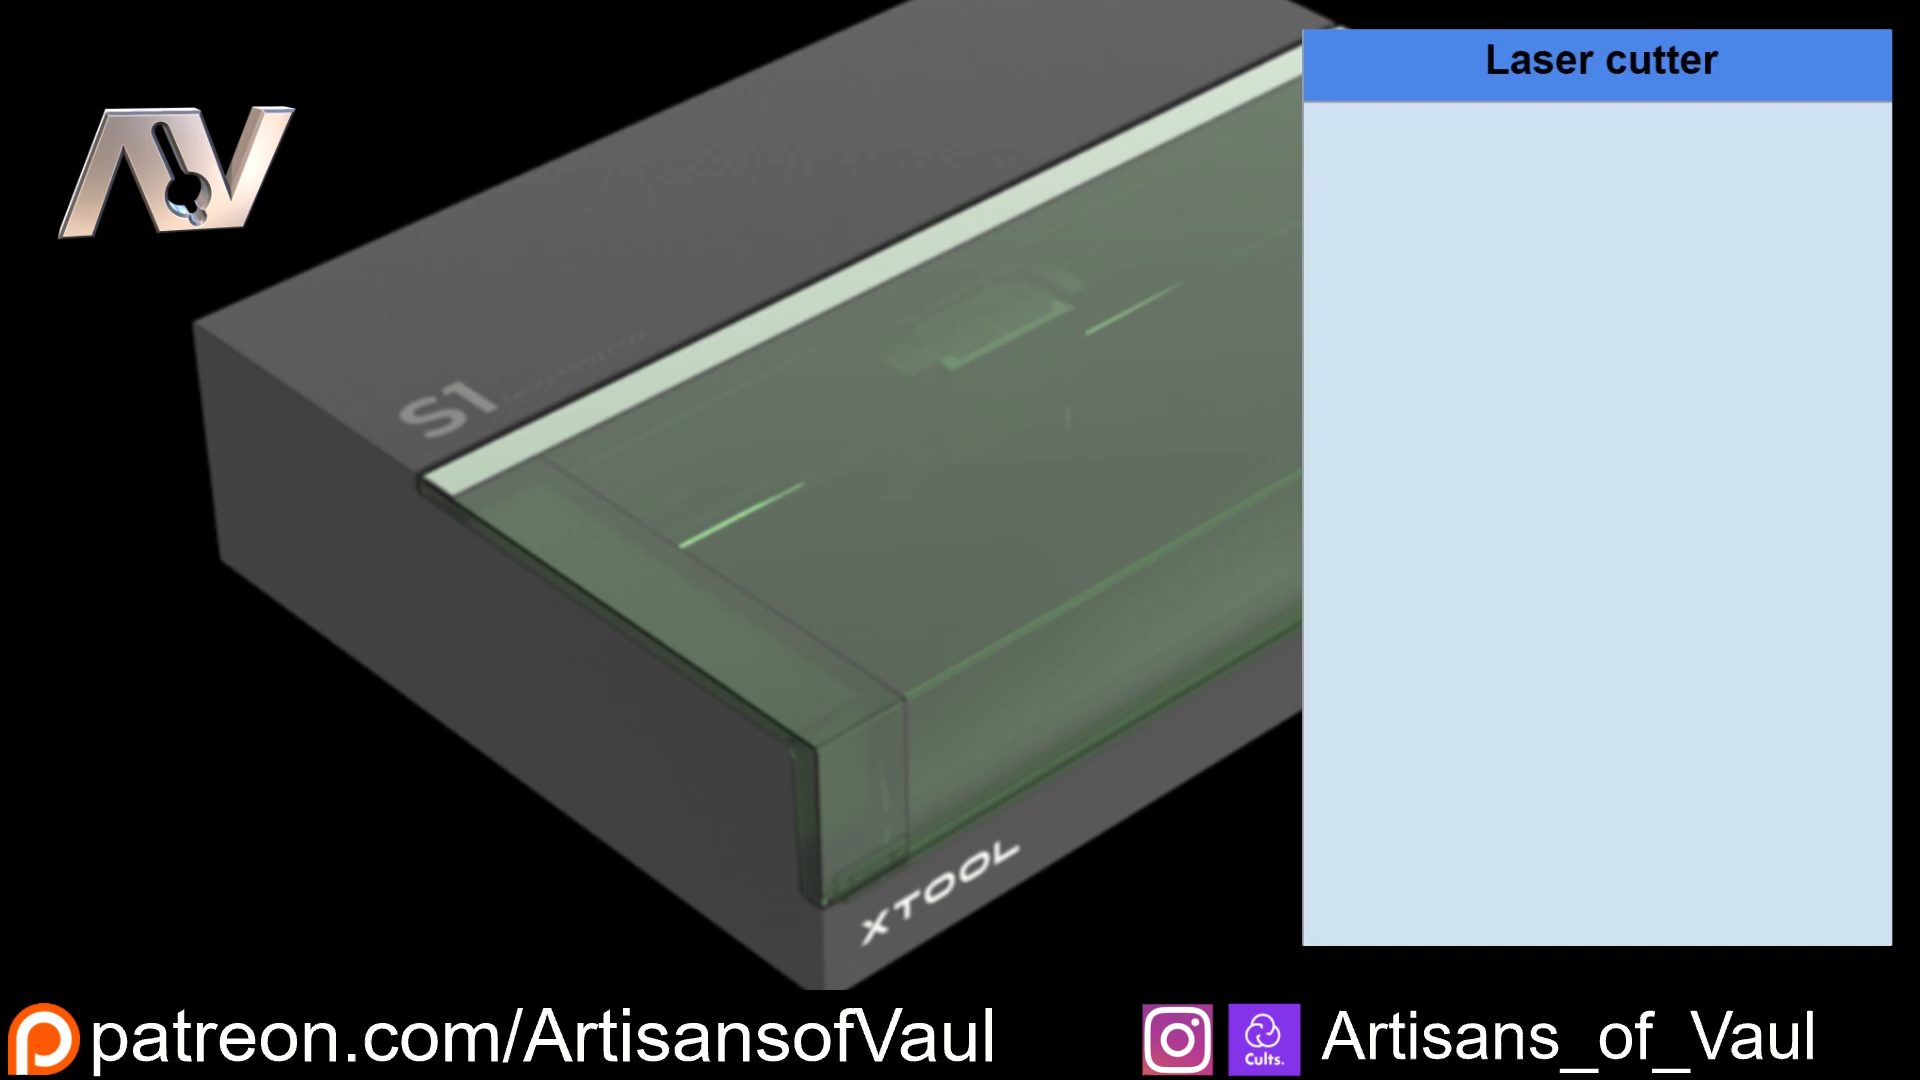 Laser cutter
S1
XTOOL
patreon.com/ArtisansofVaul
Cults.
Artisans_of_Vaul